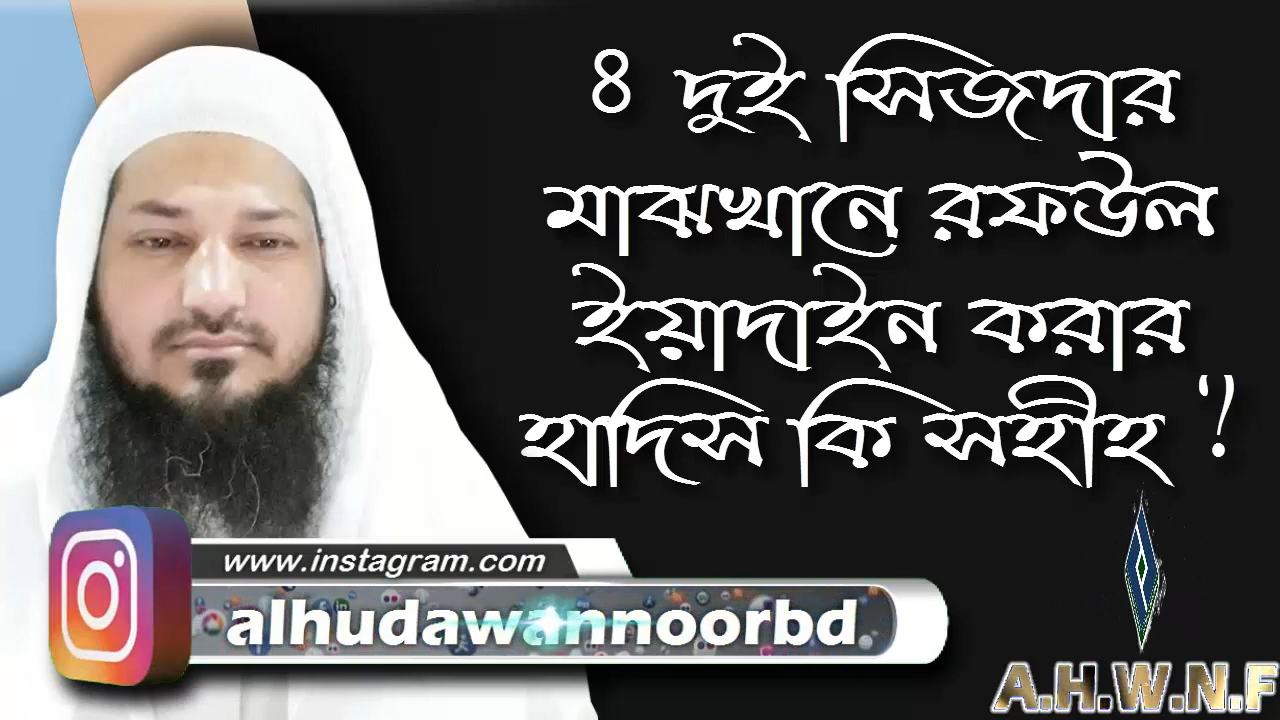 ৪ দুই সিজদার
মাঝখানে রফউল
ইয়াদাইন করার
হাদিস কি সহীহ ?
www.instagram.com
alhudawannoorbd
A.H.W.N.F